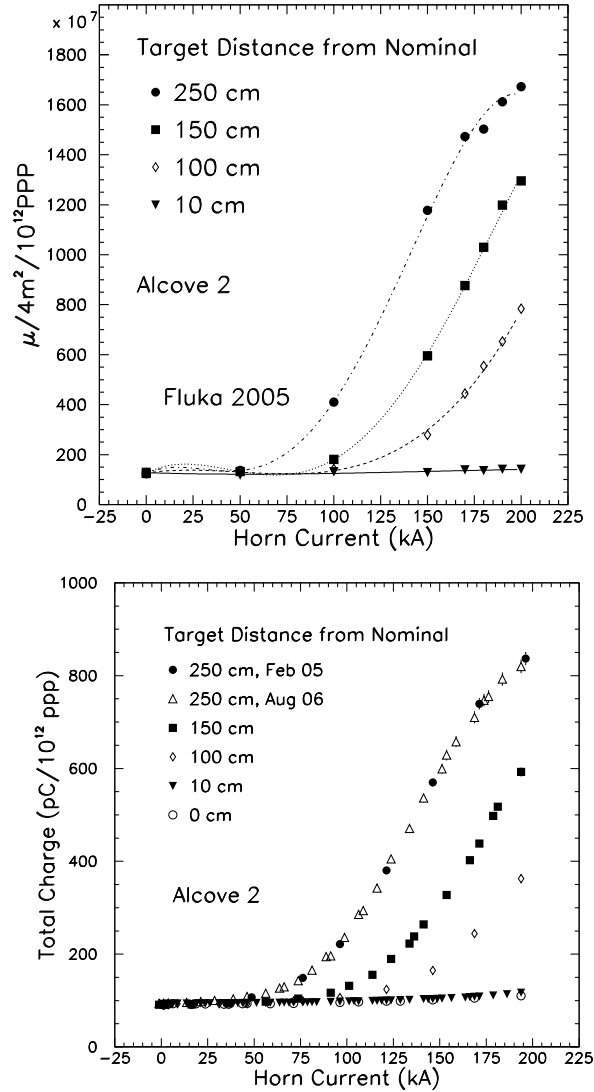 × 10⁷
1800
1600
1400
1200
1000
800
600
400
200
0
μ/4m²/10¹²PPP
Target Distance from Nominal
250 cm
150 cm
100 cm
10 cm
Alcove 2
Fluka 2005
−25 0 25 50 75 100 125 150 175 200 225
Horn Current (kA)
1000
800
600
400
200
0
Total Charge (pC/10¹² ppp)
Target Distance from Nominal
250 cm, Feb 05
250 cm, Aug 06
150 cm
100 cm
10 cm
0 cm
Alcove 2
−25 0 25 50 75 100 125 150 175 200 225
Horn Current (kA)